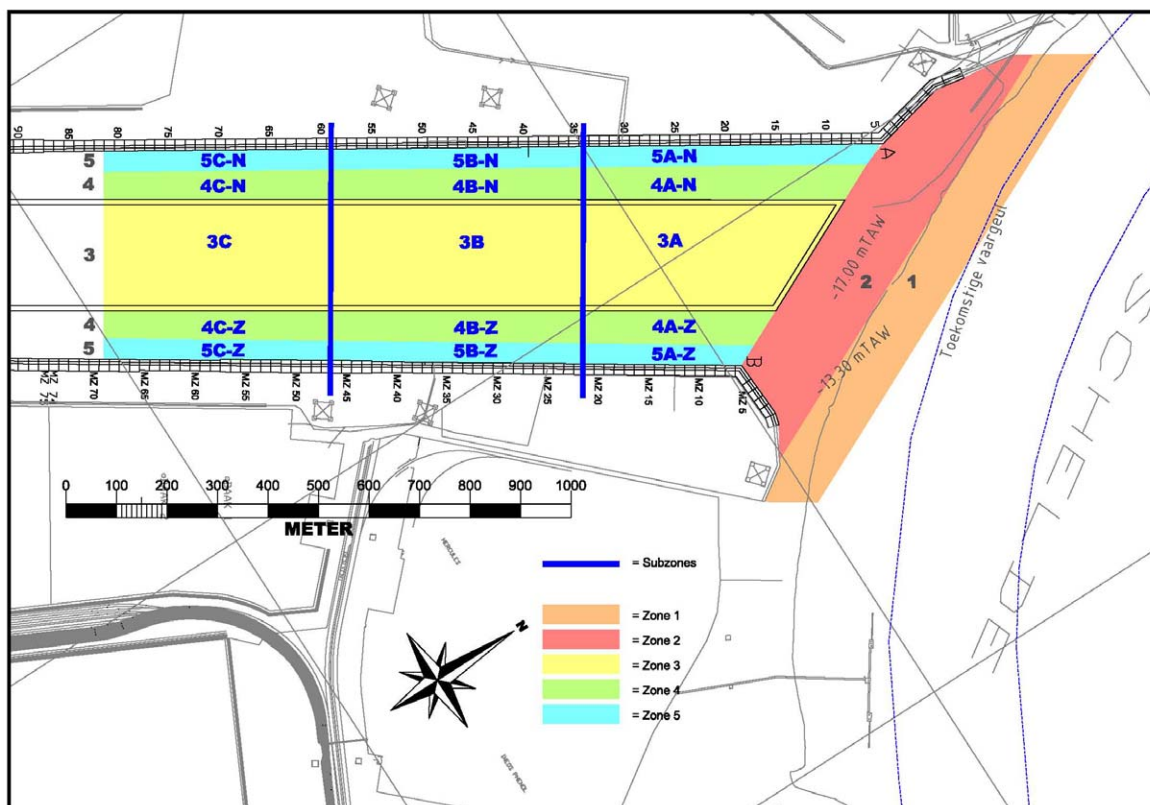 90
85
80
75
70
65
60
55
50
45
40
35
30
25
20
15
10
5
5
5C-N
5B-N
5A-N
4
4C-N
4B-N
4A-N
A
3
3C
3B
3A
-17.00 mTAW
2
1
Toekomstige vaargeul
SCHELDE
4
4C-Z
4B-Z
4A-Z
5
5C-Z
5B-Z
5A-Z
B
-13.30 mTAW
MZ 75
MZ 74
MZ 70
MZ 65
MZ 60
MZ 55
MZ 50
MZ 45
MZ 40
MZ 35
MZ 30
MZ 25
MZ 20
MZ 15
MZ 10
MZ 5
0 100 200 300 400 500 600 700 800 900 1000
METER
HERCULES
= Subzones
= Zone 1
= Zone 2
= Zone 3
= Zone 4
= Zone 5
N